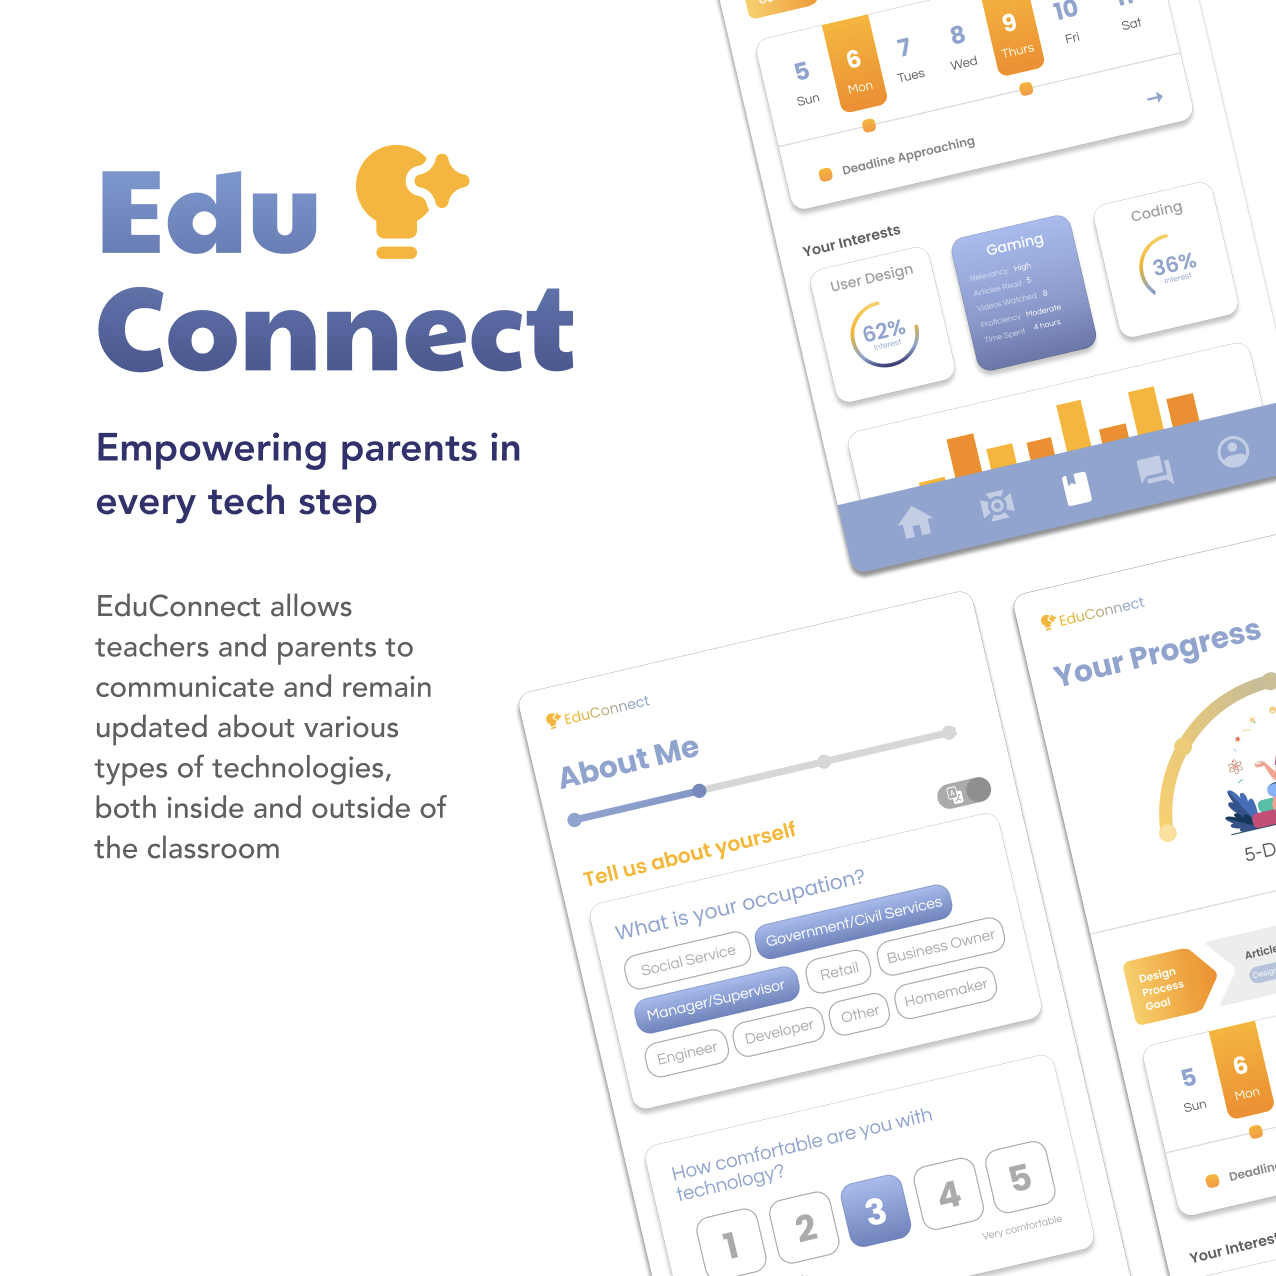 Edu
Connect
Empowering parents in
every tech step
EduConnect allows
teachers and parents to
communicate and remain
updated about various
types of technologies,
both inside and outside of
the classroom
5 6 7 8 9 10
Sun Mon Tues Wed Thurs Fri Sat
Deadline Approaching
Your Interests
User Design
62%
Interest
Gaming
Relevancy High
Articles Read 5
Videos Watched 8
Proficiency Moderate
Time Spent 4 hours
Coding
36%
Interest
EduConnect
About Me
Tell us about yourself
What is your occupation?
Social Service Government/Civil Services
Manager/Supervisor Retail Business Owner
Engineer Developer Other Homemaker
How comfortable are you with
technology?
1 2 3 4 5
Very comfortable
EduConnect
Your Progress
5-D
Design
Process
Goal
Article
Design
5 6
Sun Mon
Deadlin
Your Interest